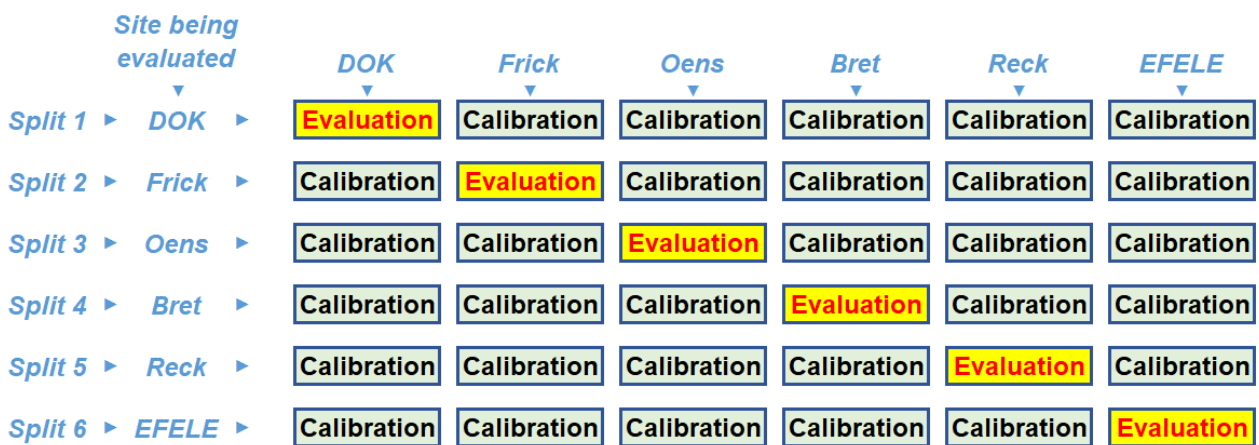 Site being
evaluated
DOK Frick Oens Bret Reck EFELE
Split 1 DOK Evaluation Calibration Calibration Calibration Calibration Calibration
Split 2 Frick Calibration Evaluation Calibration Calibration Calibration Calibration
Split 3 Oens Calibration Calibration Evaluation Calibration Calibration Calibration
Split 4 Bret Calibration Calibration Calibration Evaluation Calibration Calibration
Split 5 Reck Calibration Calibration Calibration Calibration Evaluation Calibration
Split 6 EFELE Calibration Calibration Calibration Calibration Calibration Evaluation